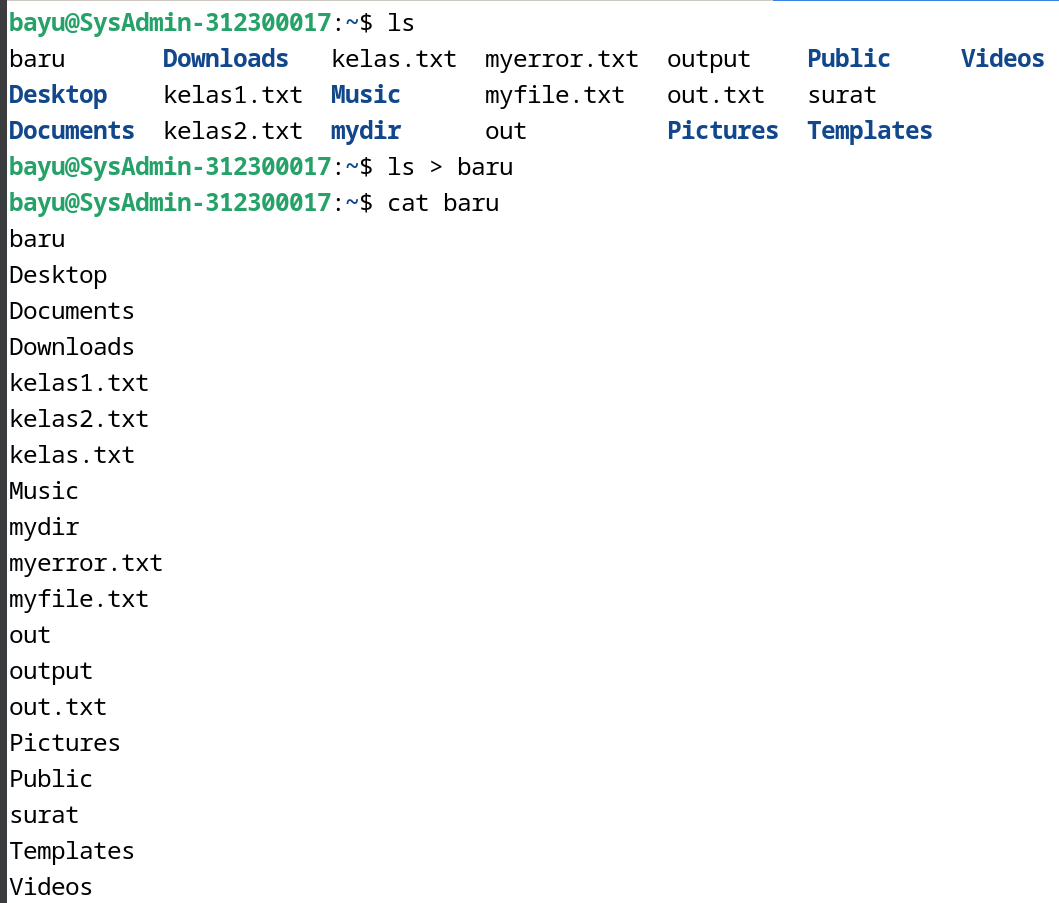 bayu@SysAdmin-312300017:~$ ls
baru       Downloads   kelas.txt  myerror.txt  output    Public     Videos
Desktop    kelas1.txt  Music      myfile.txt   out.txt   surat
Documents  kelas2.txt  mydir      out          Pictures  Templates
bayu@SysAdmin-312300017:~$ ls > baru
bayu@SysAdmin-312300017:~$ cat baru
baru
Desktop
Documents
Downloads
kelas1.txt
kelas2.txt
kelas.txt
Music
mydir
myerror.txt
myfile.txt
out
output
out.txt
Pictures
Public
surat
Templates
Videos